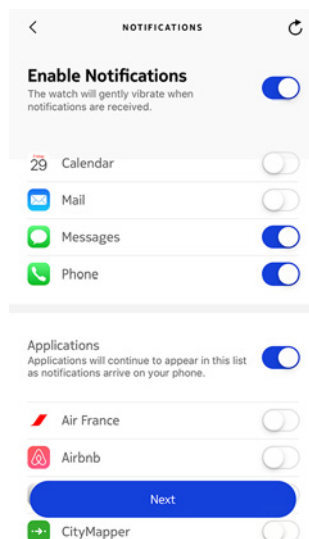 NOTIFICATIONS
Enable Notifications
The watch will gently vibrate when
notifications are received.
29
Calendar
Mail
Messages
Phone
Applications
Applications will continue to appear in this list
as notifications arrive on your phone.
Air France
Airbnb
Next
CityMapper